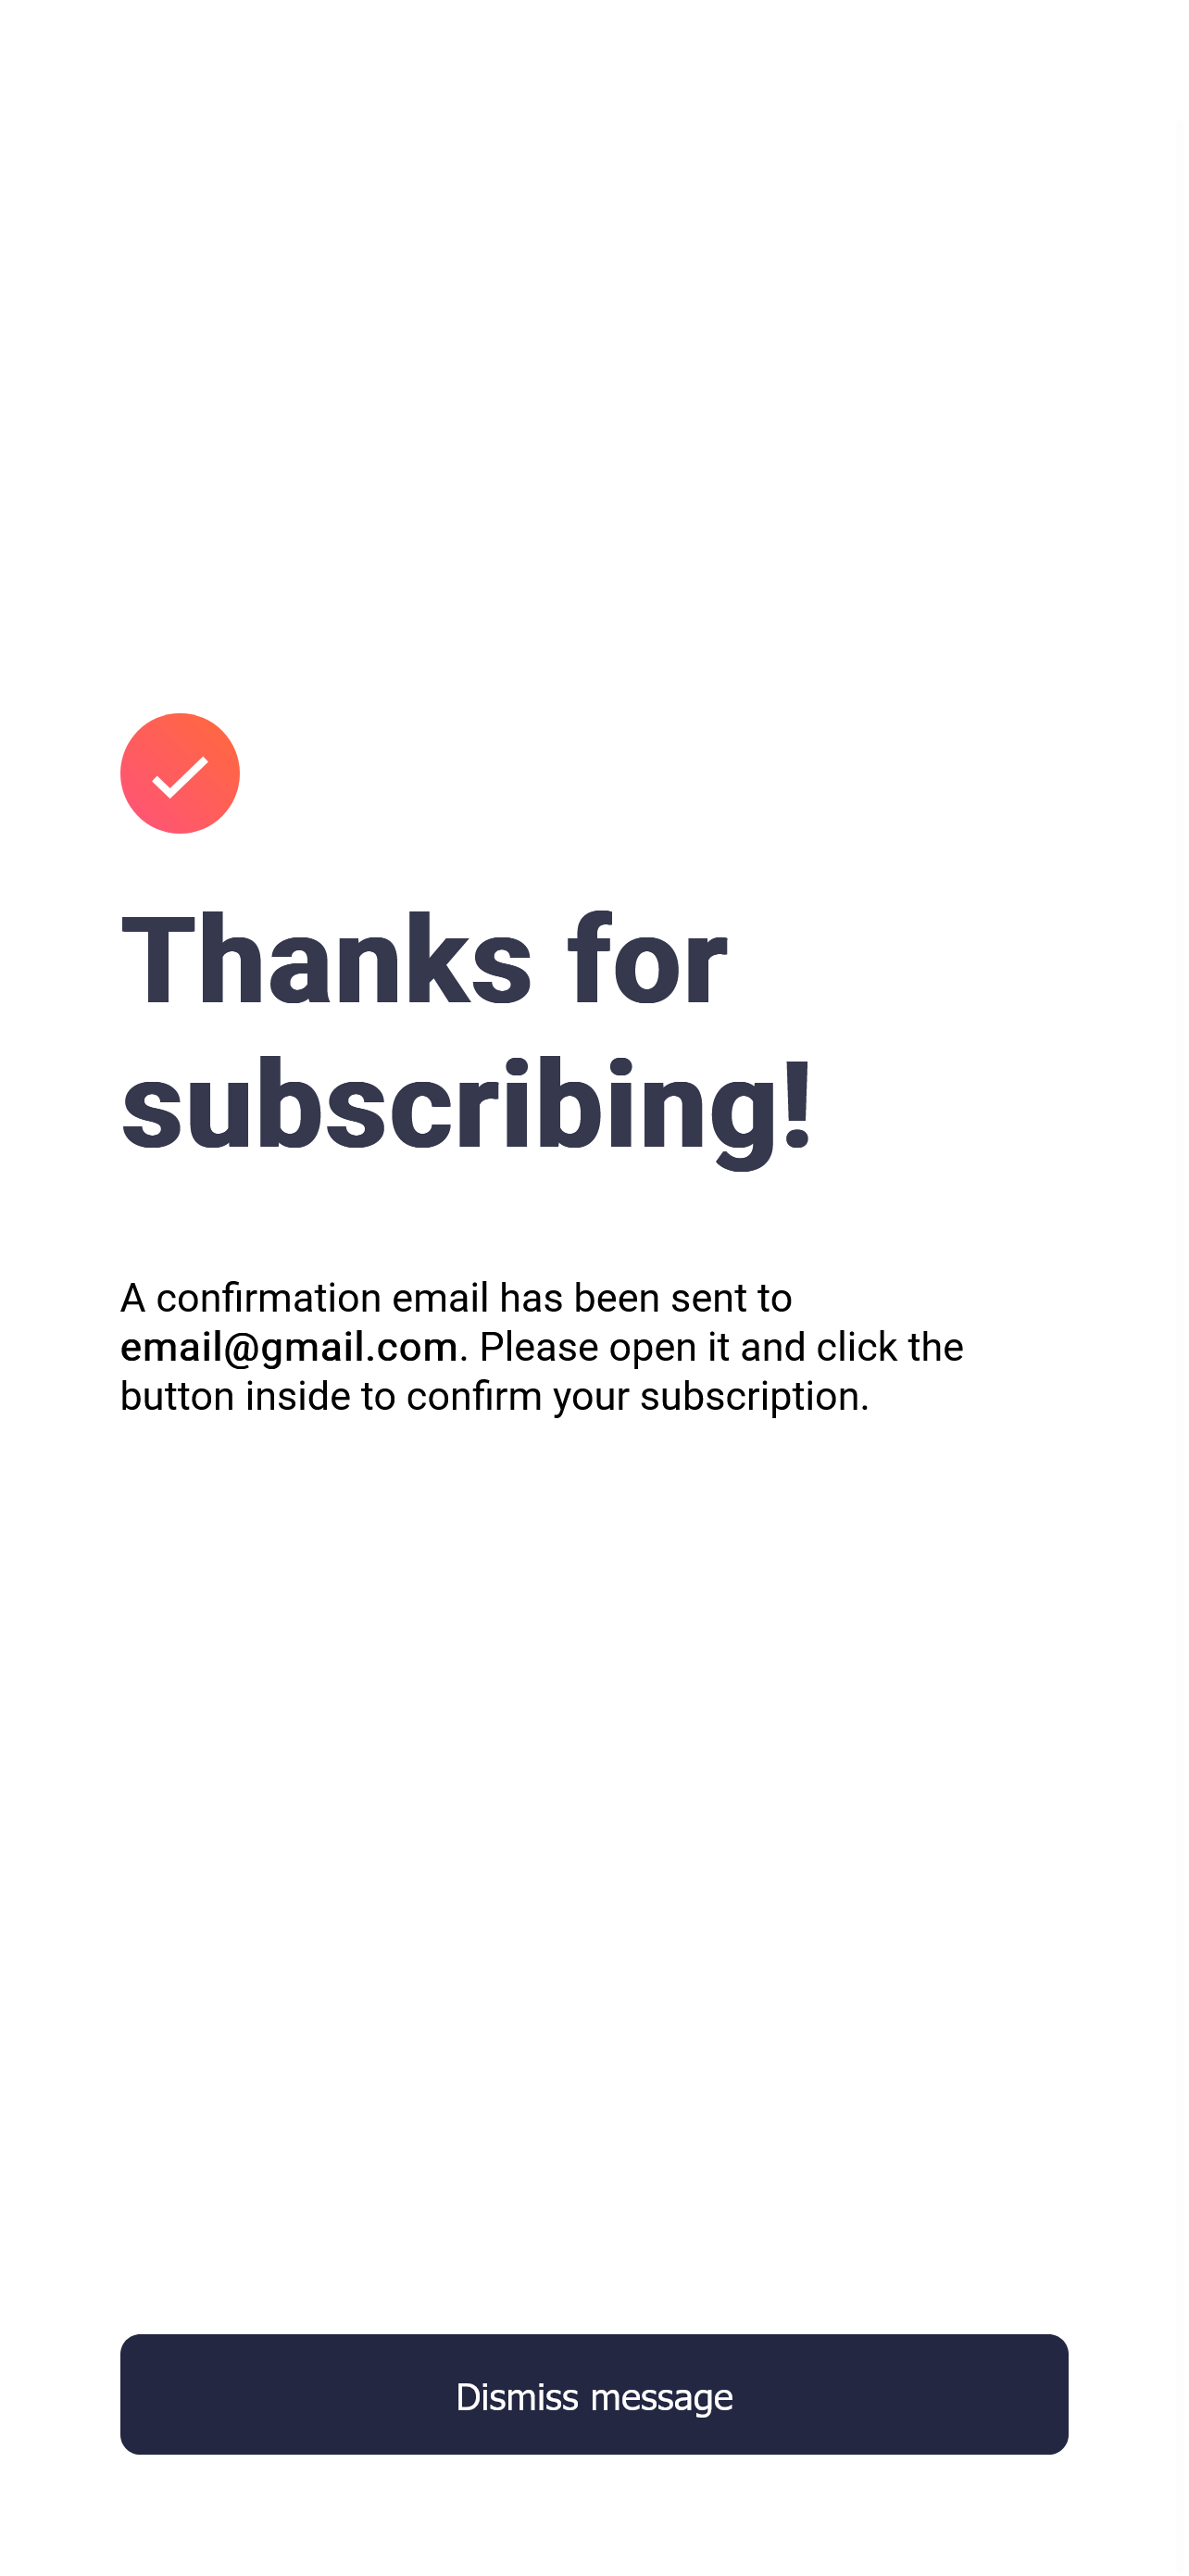 Thanks for
subscribing!
A confirmation email has been sent to
email@gmail.com. Please open it and click the
button inside to confirm your subscription.
Dismiss message